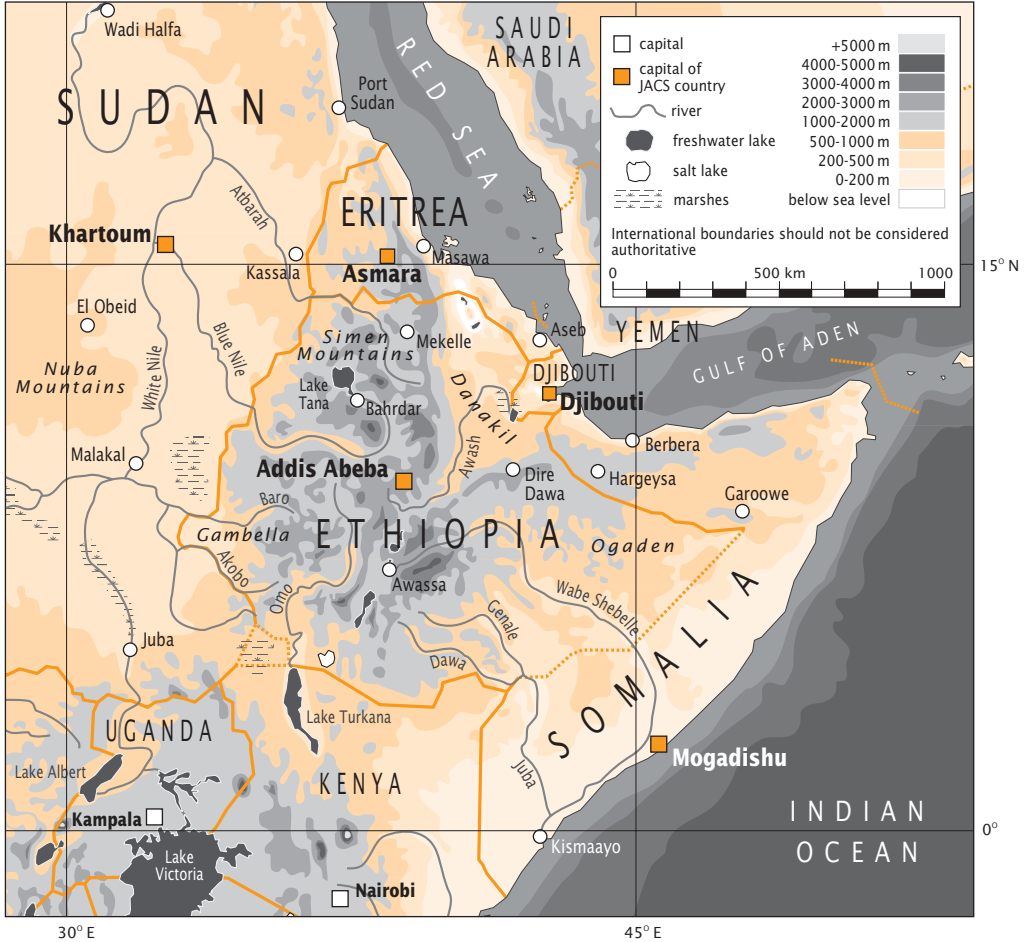 Wadi Halfa
SAUDI
ARABIA
RED SEA
Port
Sudan
SUDAN
capital
capital of
JACS country
river
freshwater lake
salt lake
marshes
+5000 m
4000-5000 m
3000-4000 m
2000-3000 m
1000-2000 m
500-1000 m
200-500 m
0-200 m
below sea level
International boundaries should not be considered
authoritative
0 500 km 1000
Atbarah
ERITREA
Khartoum
Kassala
Asmara
Masawa
15° N
El Obeid
Blue Nile
White Nile
Nuba
Mountains
Simen
Mountains
Mekelle
Aseb
YEMEN
GULF OF ADEN
Lake
Tana
Bahrdar
Danakil
DJIBOUTI
Djibouti
Malakal
Addis Abeba
Awash
Berbera
Dire
Dawa
Hargeysa
Garoowe
Baro
Gambella
ETHIOPIA
Ogaden
Akobo
Awassa
Omo
Genale
Wabe Shebelle
Juba
Dawa
SOMALIA
Lake Turkana
UGANDA
Lake Albert
KENYA
Juba
Mogadishu
Kampala
INDIAN
OCEAN
0°
Kismaayo
Lake
Victoria
Nairobi
30° E
45° E